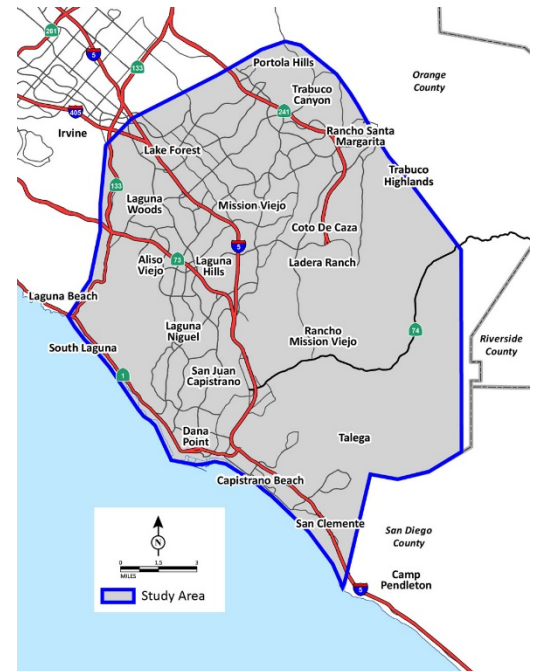 261
5
133
Portola Hills
Orange
County
Trabuco
Canyon
241
405
Irvine
Rancho Santa
Margarita
Lake Forest
Trabuco
Highlands
133
Laguna
Woods
Mission Viejo
Coto De Caza
5
Aliso
Viejo
73
Laguna
Hills
Ladera Ranch
Laguna Beach
Laguna
Niguel
Rancho
Mission Viejo
74
Riverside
County
South Laguna
1
San Juan
Capistrano
Dana
Point
Talega
Capistrano Beach
San Clemente
San Diego
County
Camp
Pendleton
5
N
0 1.5 3
MILES
Study Area